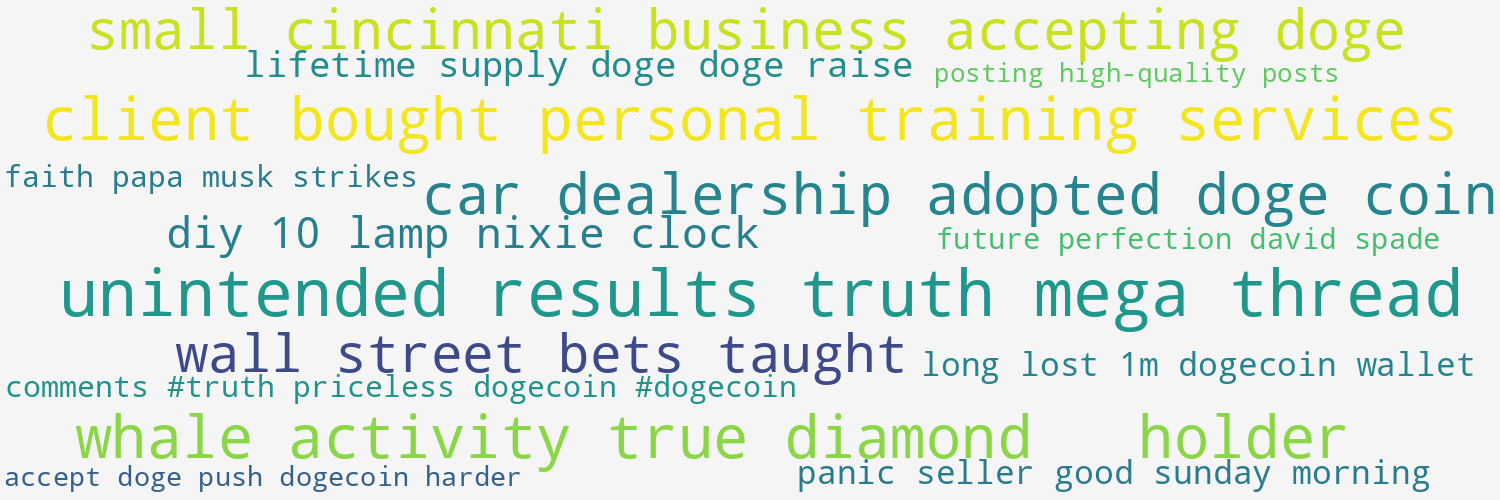 small cincinnati business accepting doge
lifetime supply doge doge raise
posting high-quality posts
client bought personal training services
faith papa musk strikes
car dealership adopted doge coin
diy 10 lamp nixie clock
future perfection david spade
unintended results truth mega thread
wall street bets taught
long lost 1m dogecoin wallet
comments #truth priceless dogecoin #dogecoin
whale activity true diamond holder
accept doge push dogecoin harder
panic seller good sunday morning